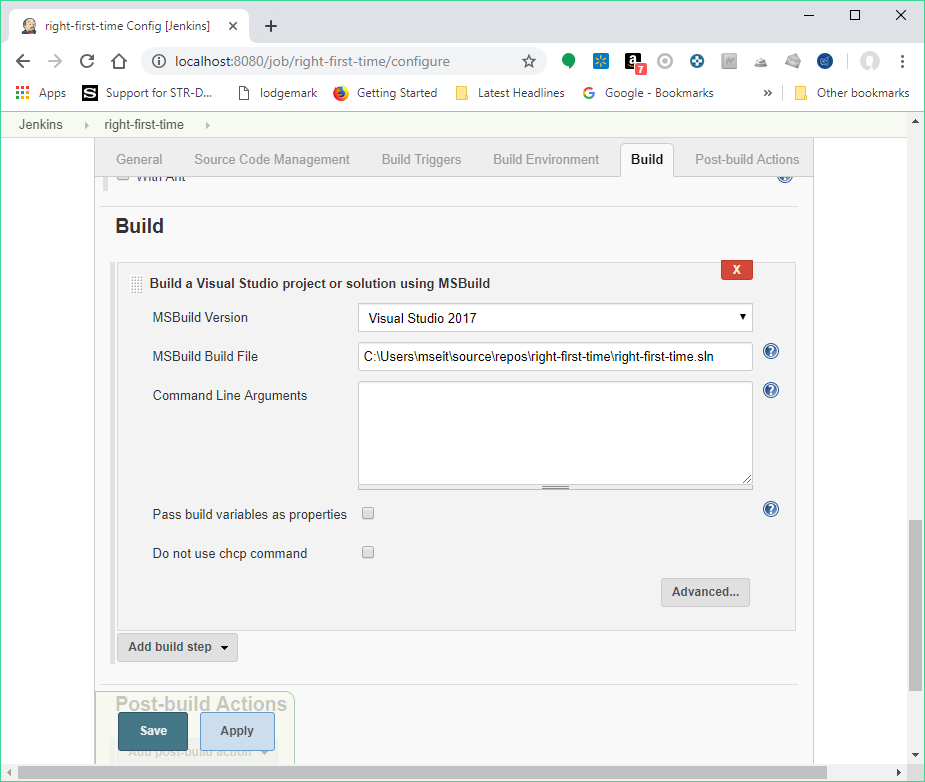 right-first-time Config [Jenkins]
localhost:8080/job/right-first-time/configure
a
7
Apps
S
Support for STR-D...
lodgemark
Getting Started
Latest Headlines
G
Google - Bookmarks
»
Other bookmarks
Jenkins
right-first-time
General
Source Code Management
Build Triggers
Build Environment
Build
Post-build Actions
With Ant
?
Build
X
Build a Visual Studio project or solution using MSBuild
MSBuild Version
Visual Studio 2017
MSBuild Build File
C:\Users\mseit\source\repos\right-first-time\right-first-time.sln
?
Command Line Arguments
?
Pass build variables as properties
?
Do not use chcp command
Advanced...
Add build step
Post-build Actions
Save
Apply
Add post-build action